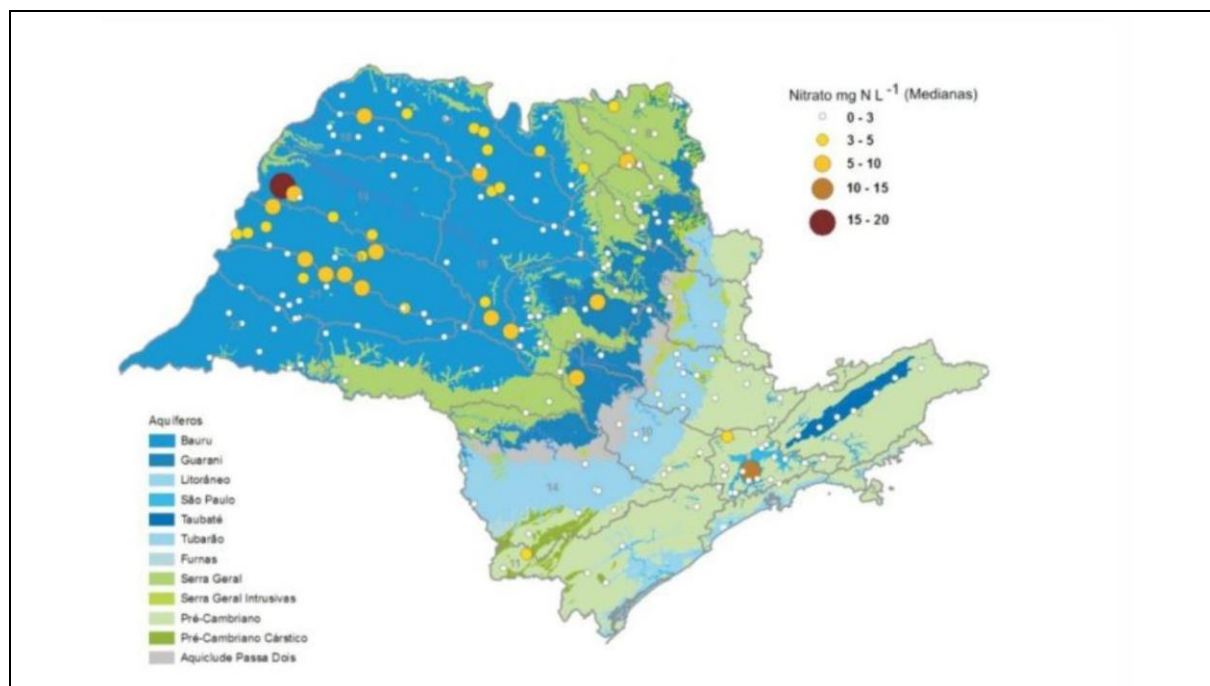 Nitrato mg N L⁻¹ (Medianas)
0 - 3
3 - 5
5 - 10
10 - 15
15 - 20
10
14
11
Aquíferos
Bauru
Guarani
Litorâneo
São Paulo
Taubaté
Tubarão
Furnas
Serra Geral
Serra Geral Intrusivas
Pré-Cambriano
Pré-Cambriano Cárstico
Aquiclude Passa Dois